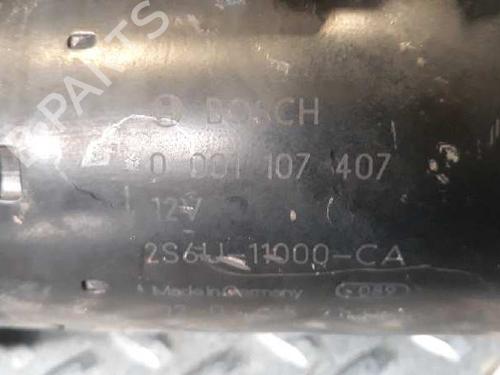 PARTS
BOSCH
0 001 107 407
12V
2S6U-11000-CA
Made in Germany